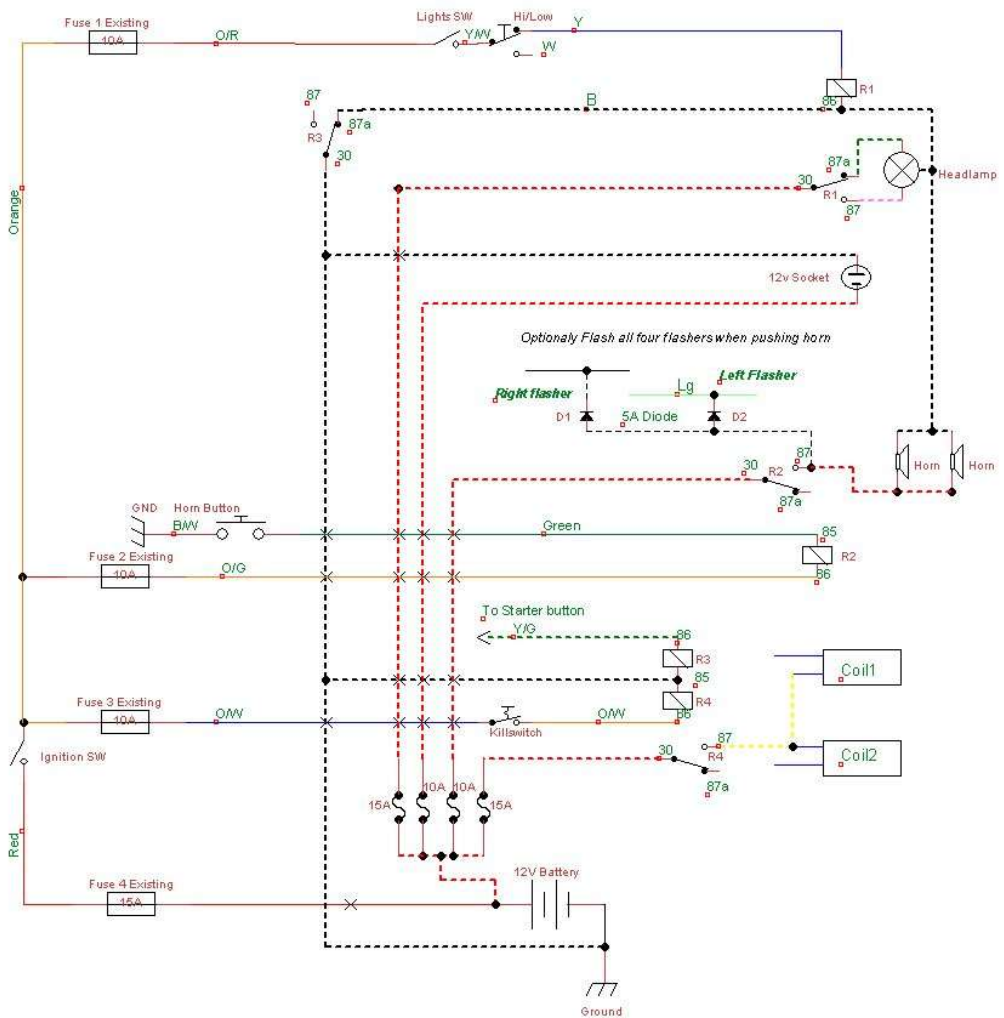 Fuse 1 Existing
10A
O/R
Lights SW
Y/W
Hi/Low
Y
W
R1
86
B
87
87a
R3
30
87a
30
R1
87
Headlamp
Orange
12v Socket
Optionaly Flash all four flashers when pushing horn
Right flasher
Lg
Left Flasher
D1
5A Diode
D2
87
30
R2
87a
Horn
Horn
GND
Horn Button
B/W
Green
85
R2
86
Fuse 2 Existing
10A
O/G
To Starter button
Y/G
86
R3
85
R4
86
Coil1
Fuse 3 Existing
10A
O/W
Killswitch
O/W
87
30
R4
87a
Coil2
Ignition SW
15A
10A
10A
15A
Red
Fuse 4 Existing
15A
12V Battery
Ground